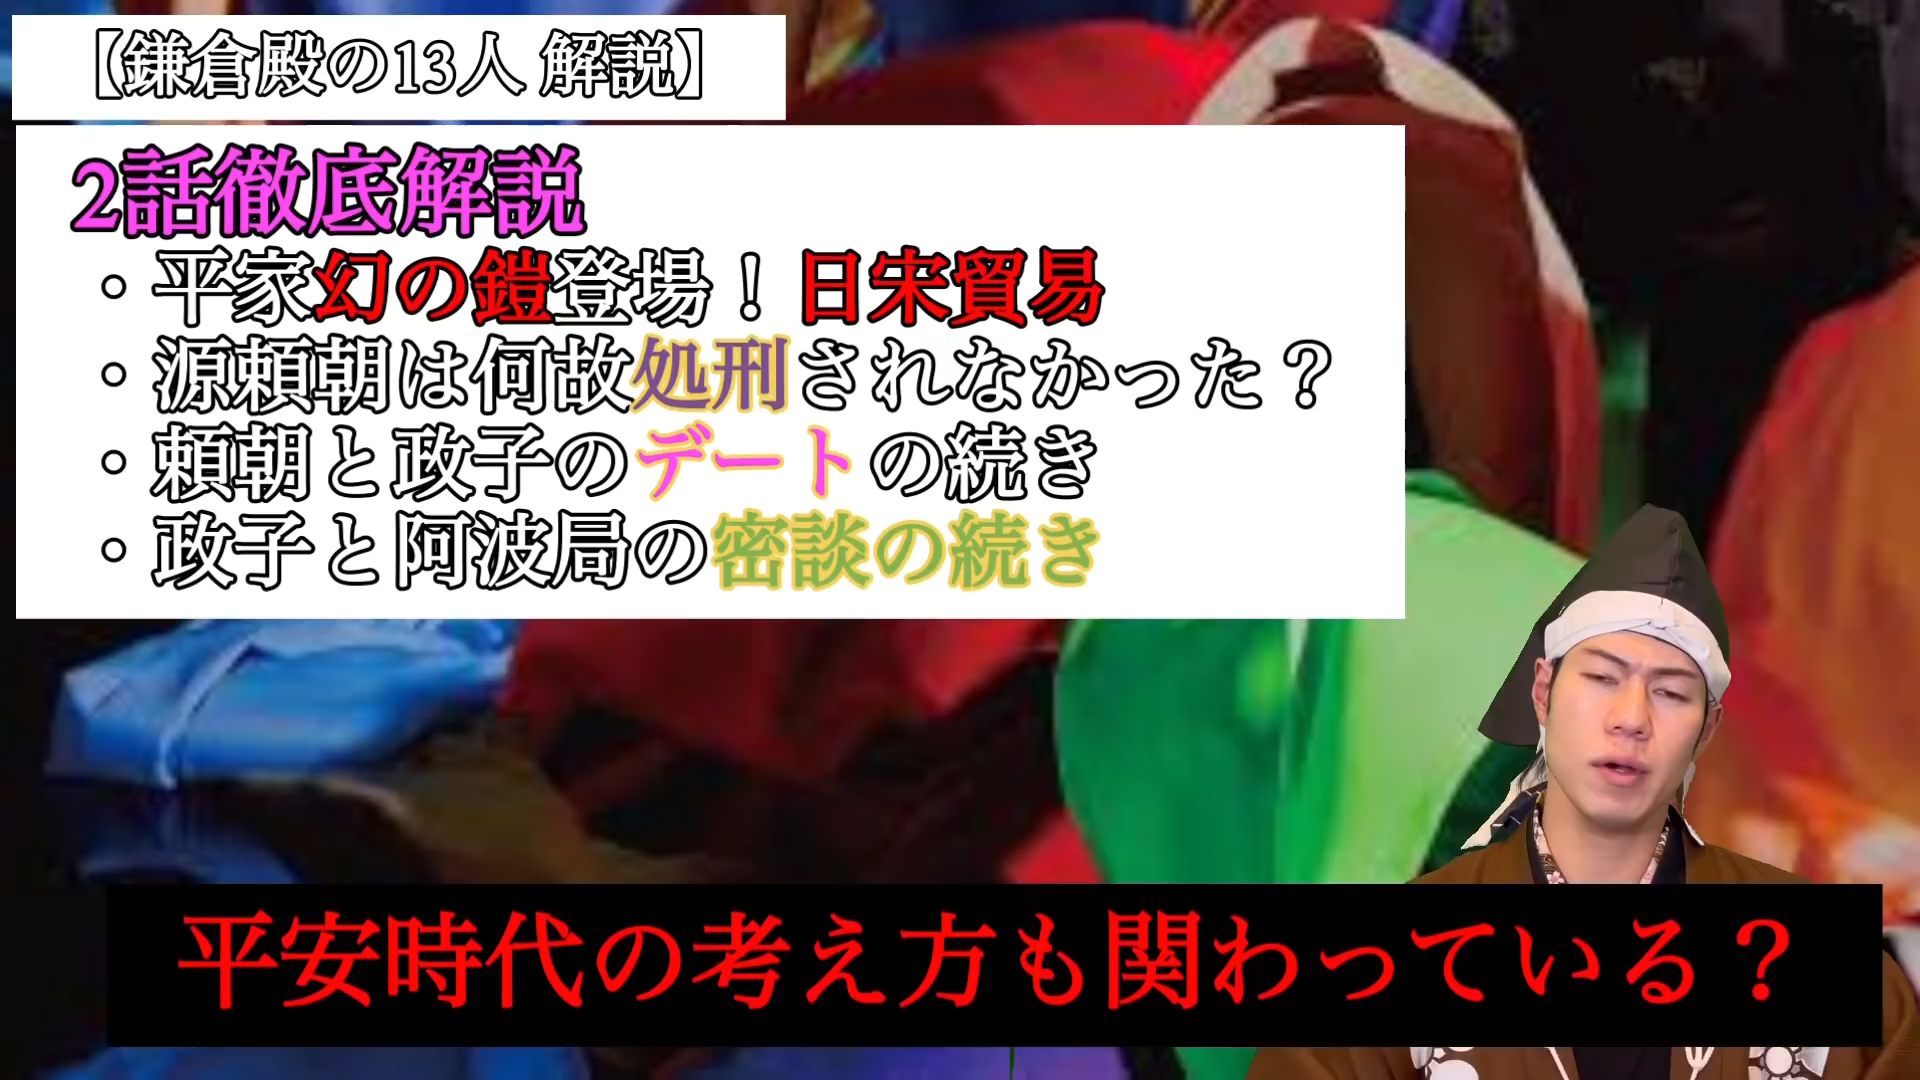 【鎌倉殿の13人 解説】
2話徹底解説
・平家幻の鎧登場！日宋貿易
・源頼朝は何故処刑されなかった？
・頼朝と政子のデートの続き
・政子と阿波局の密談の続き
平安時代の考え方も関わっている？